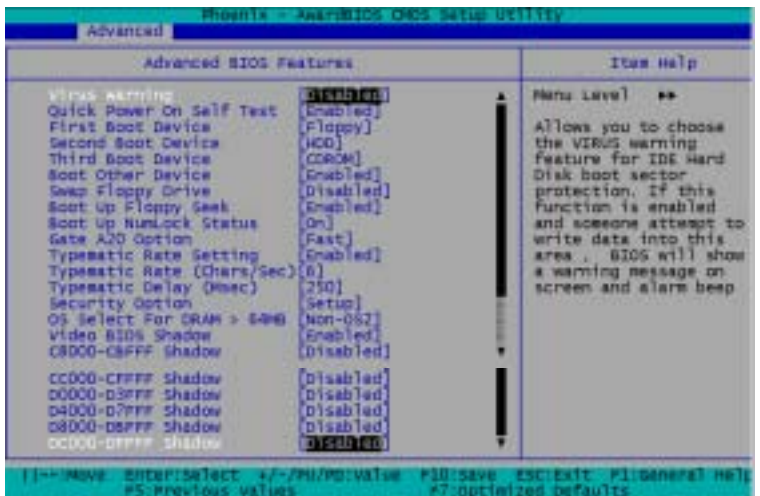 Phoenix - AwardBIOS CMOS Setup Utility
Advanced
Advanced BIOS Features
Item Help
Virus Warning [Disabled]
Quick Power On Self Test [Enabled]
First Boot Device [Floppy]
Second Boot Device [HDD]
Third Boot Device [CDROM]
Boot Other Device [Enabled]
Swap Floppy Drive [Disabled]
Boot Up Floppy Seek [Enabled]
Boot Up NumLock Status [On]
Gate A20 Option [Fast]
Typematic Rate Setting [Enabled]
Typematic Rate (Chars/Sec)[6]
Typematic Delay (Msec) [250]
Security Option [Setup]
OS Select For DRAM > 64MB [Non-OS2]
Video BIOS Shadow [Enabled]
C8000-CBFFF Shadow [Disabled]
CC000-CFFFF Shadow [Disabled]
D0000-D3FFF Shadow [Disabled]
D4000-D7FFF Shadow [Disabled]
D8000-DBFFF Shadow [Disabled]
DC000-DFFFF Shadow [Disabled]
Menu Level ►►
Allows you to choose
the VIRUS warning
feature for IDE Hard
Disk boot sector
protection. If this
function is enabled
and someone attempt to
write data into this
area , BIOS will show
a warning message on
screen and alarm beep
:Move Enter:Select +/-/PU/PD:Value F10:Save ESC:Exit F1:General Help
F5:Previous Values F7:Optimized Defaults